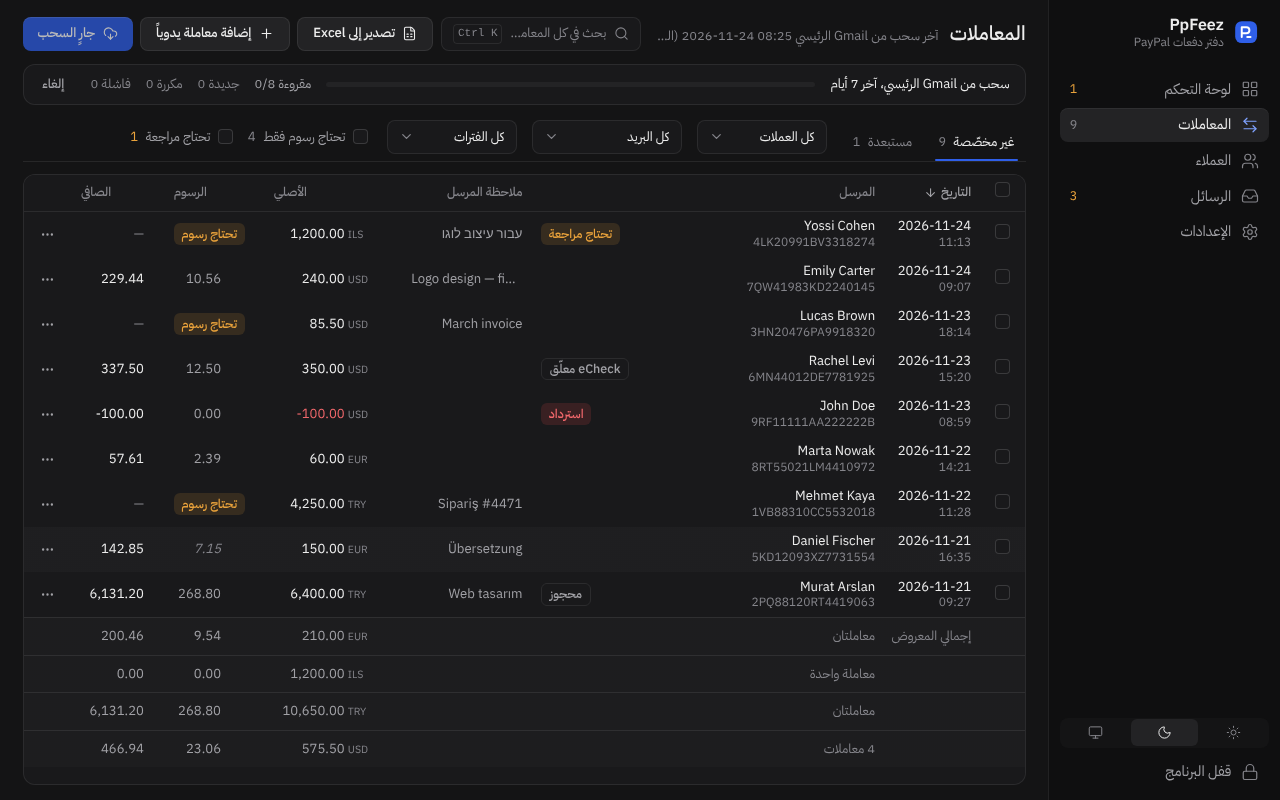 PpFeez
دفتر دفعات PayPal
لوحة التحكم 1
المعاملات 9
العملاء
الرسائل 3
الإعدادات
قفل البرنامج
المعاملات
آخر سحب من Gmail الرئيسي 2026-11-24 08:25 (الـ...
بحث في كل المعامـ... Ctrl K
تصدير إلى Excel
إضافة معاملة يدوياً
جارٍ السحب
سحب من Gmail الرئيسي، آخر 7 أيام
مقروءة 0/8 جديدة 0 مكررة 0 فاشلة 0 إلغاء
غير مخصّصة 9 مستبعدة 1 كل العملات كل البريد كل الفترات تحتاج رسوم فقط 4 تحتاج مراجعة 1
التاريخ المرسل ملاحظة المرسل الأصلي الرسوم الصافي
2026-11-24 Yossi Cohen تحتاج مراجعة עבור עיצוב לוגו 1,200.00 ILS تحتاج رسوم —
11:13 4LK20991BV3318274
2026-11-24 Emily Carter Logo design — fi... 240.00 USD 10.56 229.44
09:07 7QW41983KD2240145
2026-11-23 Lucas Brown March invoice 85.50 USD تحتاج رسوم —
18:14 3HN20476PA9918320
2026-11-23 Rachel Levi eCheck معلّق 350.00 USD 12.50 337.50
15:20 6MN44012DE7781925
2026-11-23 John Doe استرداد -100.00 USD 0.00 -100.00
08:59 9RF11111AA222222B
2026-11-22 Marta Nowak 60.00 EUR 2.39 57.61
14:21 8RT55021LM4410972
2026-11-22 Mehmet Kaya Sipariş #4471 4,250.00 TRY تحتاج رسوم —
11:28 1VB88310CC5532018
2026-11-21 Daniel Fischer Übersetzung 150.00 EUR 7.15 142.85
16:35 5KD12093XZ7731554
2026-11-21 Murat Arslan محجوز Web tasarım 6,400.00 TRY 268.80 6,131.20
09:27 2PQ88120RT4419063
إجمالي المعروض معاملتان 210.00 EUR 9.54 200.46
معاملة واحدة 1,200.00 ILS 0.00 0.00
معاملتان 10,650.00 TRY 268.80 6,131.20
4 معاملات 575.50 USD 23.06 466.94